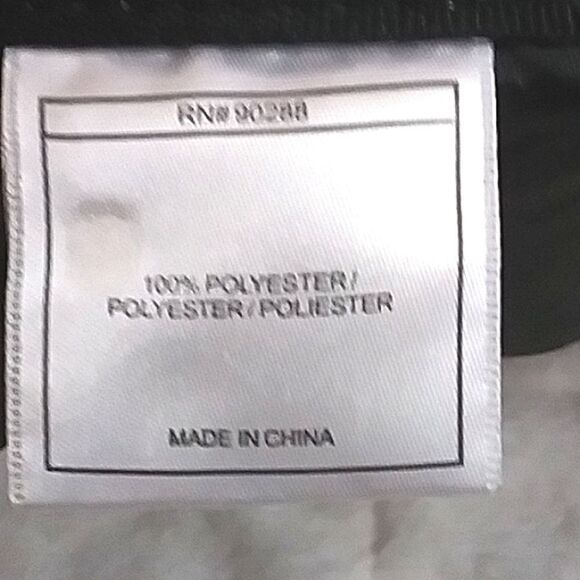 RN# 90288
100% POLYESTER/
POLYESTER/POLIESTER
MADE IN CHINA